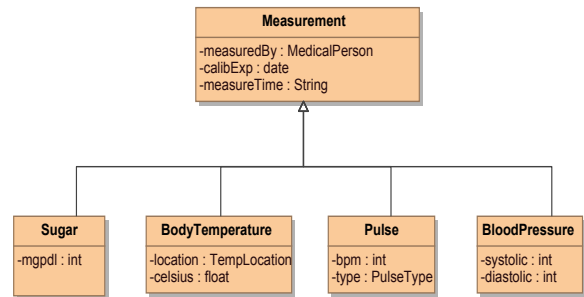 Measurement
-measuredBy : MedicalPerson
-calibExp : date
-measureTime : String
Sugar
-mgpdl : int
BodyTemperature
-location : TempLocation
-celsius : float
Pulse
-bpm : int
-type : PulseType
BloodPressure
-systolic : int
-diastolic : int